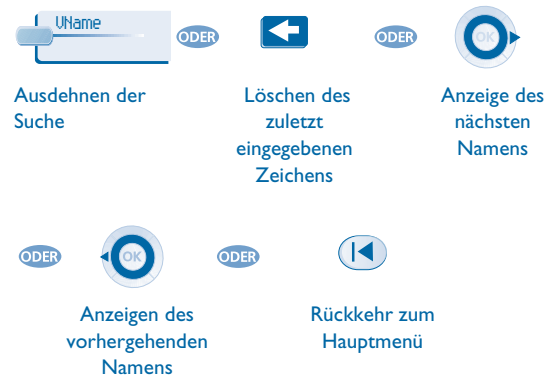 VName
ODER
ODER
OK
Ausdehnen der
Suche
Löschen des
zuletzt
eingegebenen
Zeichens
Anzeige des
nächsten
Namens
ODER
OK
ODER
Anzeigen des
vorhergehenden
Namens
Rückkehr zum
Hauptmenü